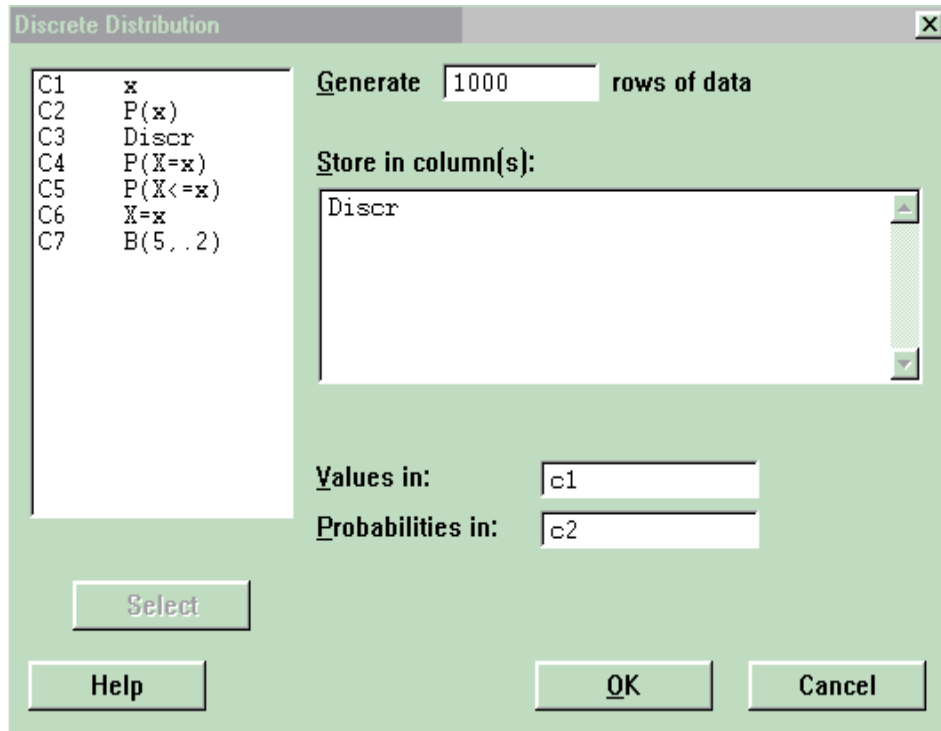 Discrete Distribution
C1 x
C2 P(x)
C3 Discr
C4 P(X=x)
C5 P(X<=x)
C6 X=x
C7 B(5,.2)
Generate 1000 rows of data
Store in column(s):
Discr
Values in: c1
Probabilities in: c2
Select
Help
OK
Cancel